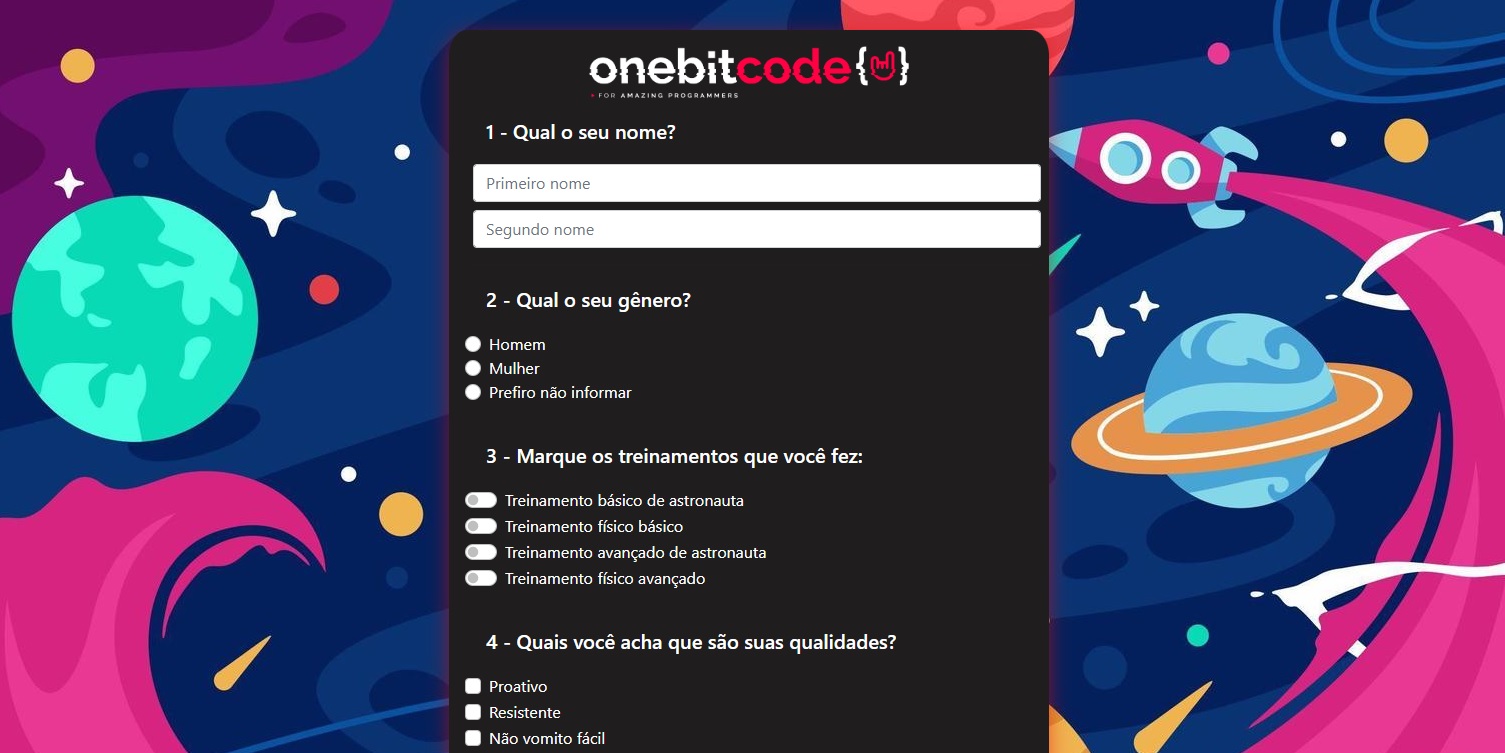 onebitcode{}
FOR AMAZING PROGRAMMERS
1 - Qual o seu nome?
Primeiro nome
Segundo nome
2 - Qual o seu gênero?
Homem
Mulher
Prefiro não informar
3 - Marque os treinamentos que você fez:
Treinamento básico de astronauta
Treinamento físico básico
Treinamento avançado de astronauta
Treinamento físico avançado
4 - Quais você acha que são suas qualidades?
Proativo
Resistente
Não vomito fácil